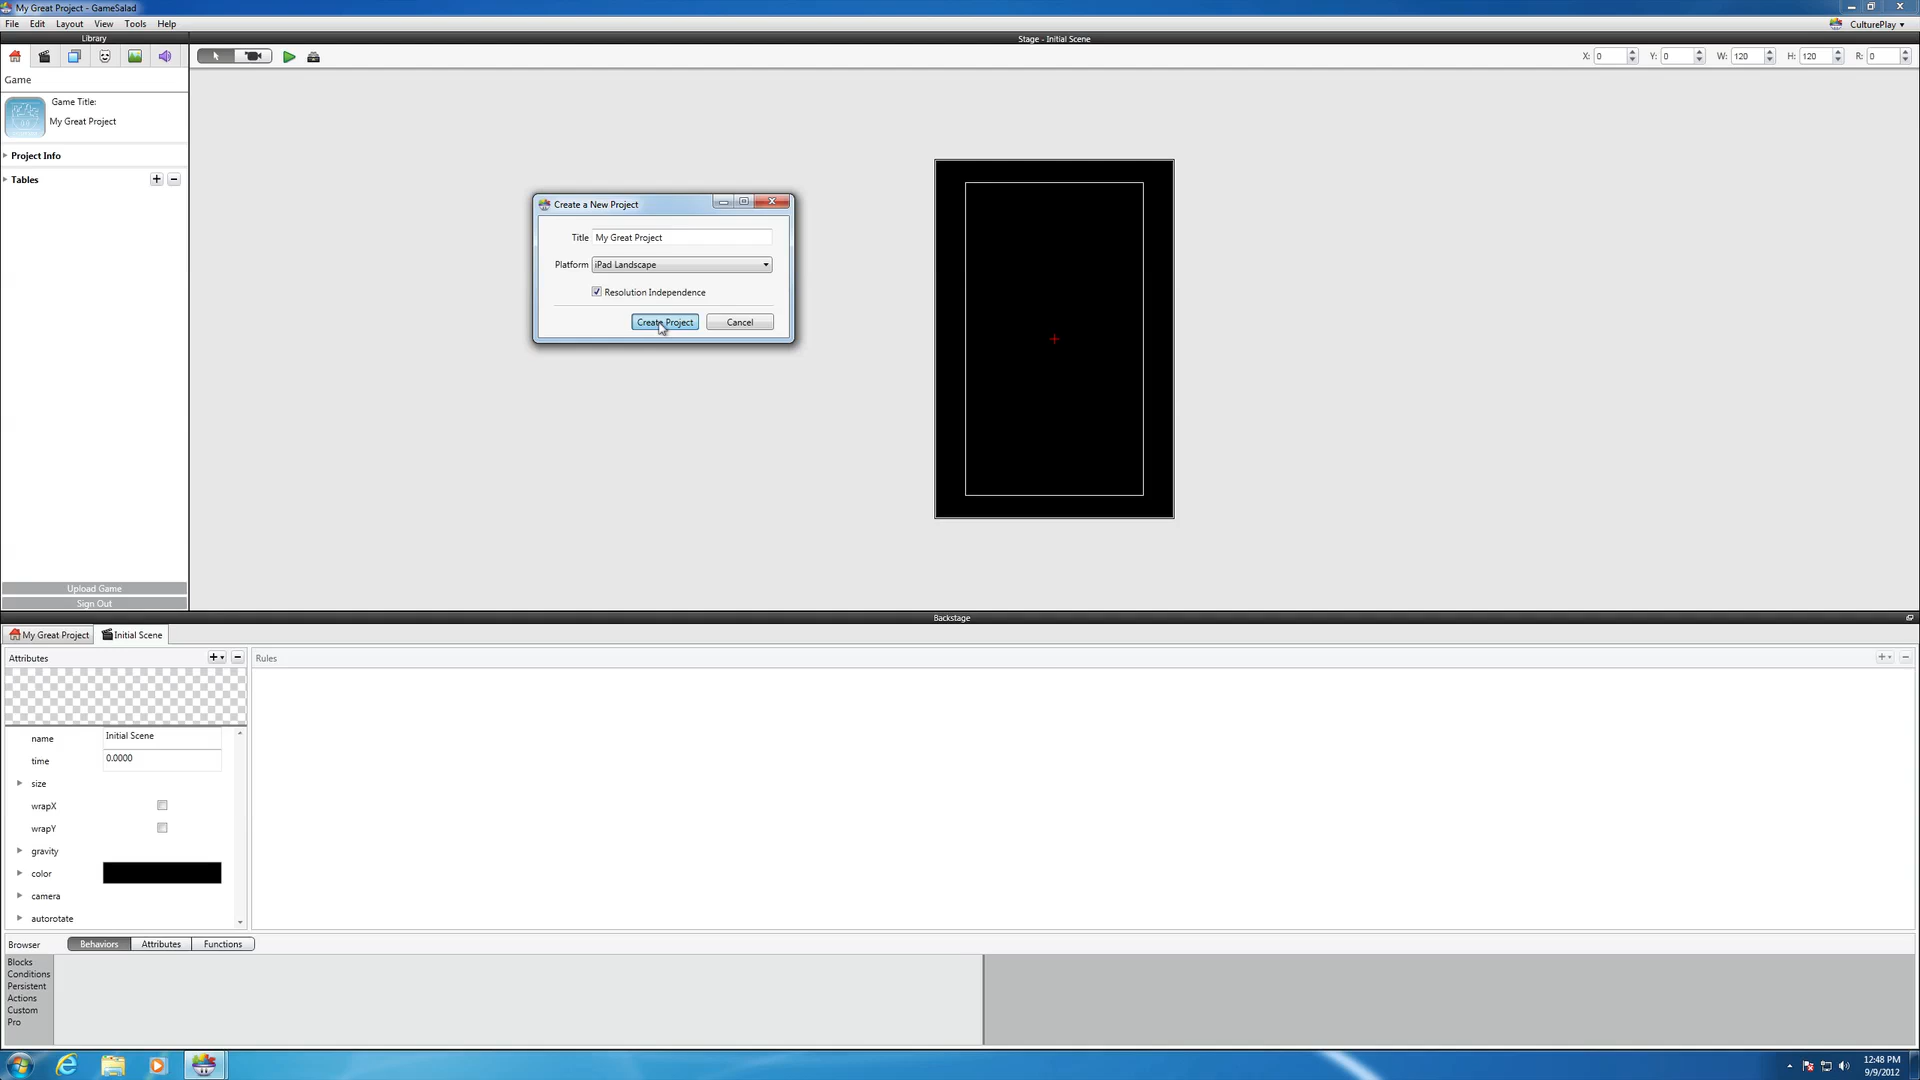 My Great Project - GameSalad
File Edit Layout View Tools Help
CulturePlay
Library
Stage - Initial Scene
X: 0 Y: 0 W: 120 H: 120 R: 0
Game
Game Title:
My Great Project
Project Info
Tables
Create a New Project
Title My Great Project
Platform iPad Landscape
Resolution Independence
Create Project Cancel
Upload Game
Sign Out
Backstage
My Great Project Initial Scene
Attributes
Rules
name Initial Scene
time 0.0000
size
wrapX
wrapY
gravity
color
camera
autorotate
Browser Behaviors Attributes Functions
Blocks
Conditions
Persistent
Actions
Custom
Pro
12:48 PM
9/9/2012